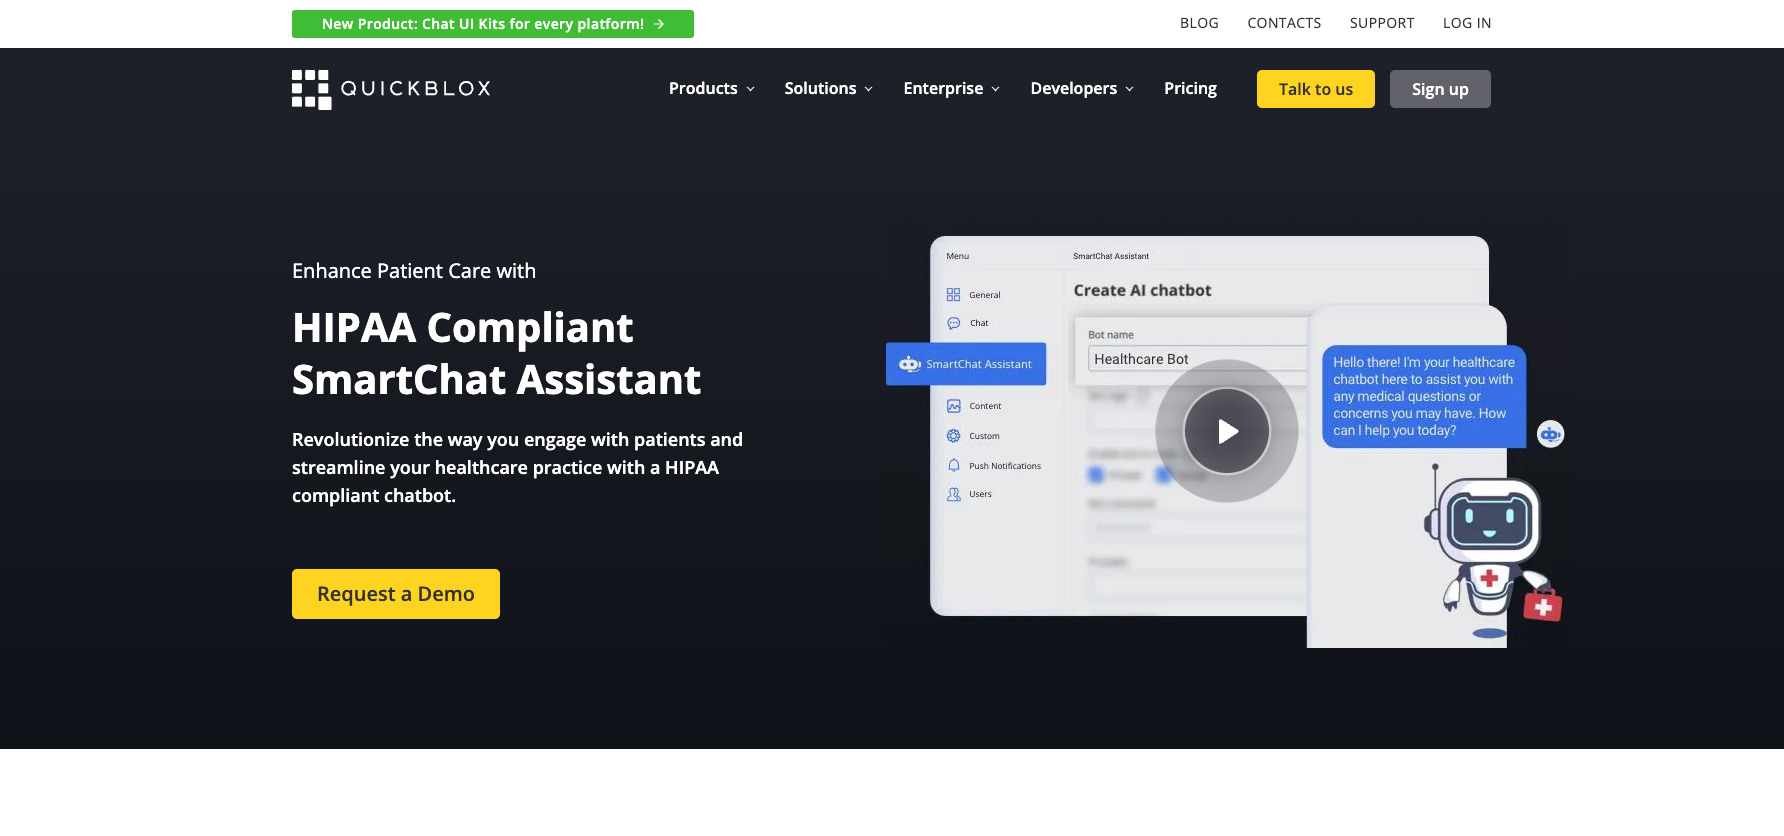 New Product: Chat UI Kits for every platform! →
BLOG CONTACTS SUPPORT LOG IN
QUICKBLOX
Products Solutions Enterprise Developers Pricing
Talk to us
Sign up
Enhance Patient Care with
HIPAA Compliant
SmartChat Assistant
Revolutionize the way you engage with patients and
streamline your healthcare practice with a HIPAA
compliant chatbot.
Request a Demo
Menu
SmartChat Assistant
General
Chat
SmartChat Assistant
Content
Custom
Push Notifications
Users
Create AI chatbot
Bot name
Healthcare Bot
Hello there! I'm your healthcare
chatbot here to assist you with
any medical questions or
concerns you may have. How
can I help you today?